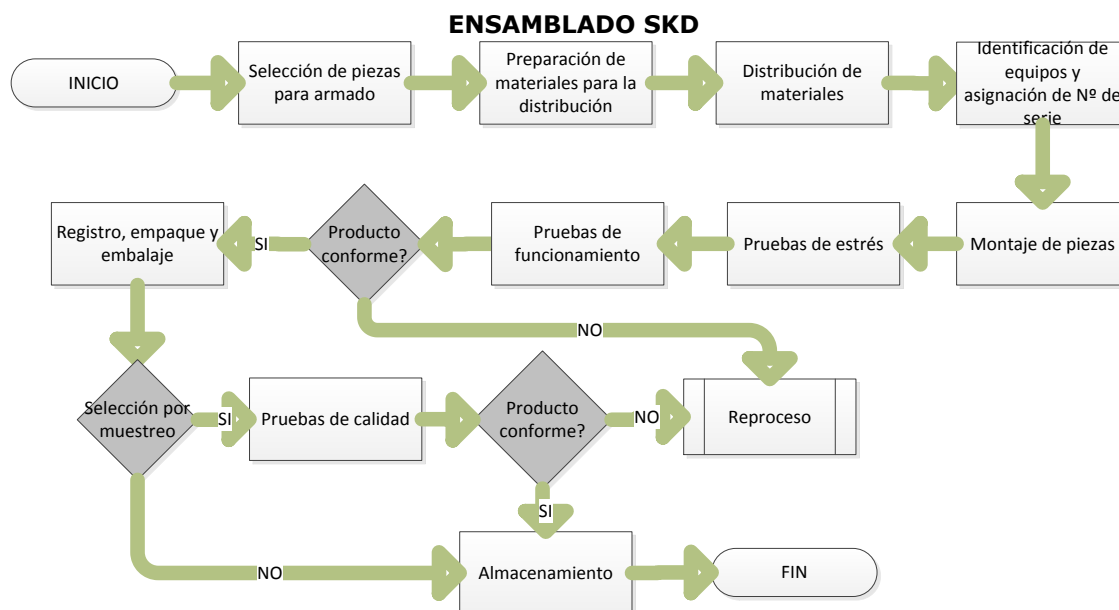 ENSAMBLADO SKD
INICIO
Selección de piezas
para armado
Preparación de
materiales para la
distribución
Distribución de
materiales
Identificación de
equipos y
asignación de Nº de
serie
Registro, empaque y
embalaje
SI
Producto
conforme?
Pruebas de
funcionamiento
Pruebas de estrés
Montaje de piezas
NO
Selección por
muestreo
SI
Pruebas de calidad
Producto
conforme?
NO
Reproceso
SI
NO
Almacenamiento
FIN